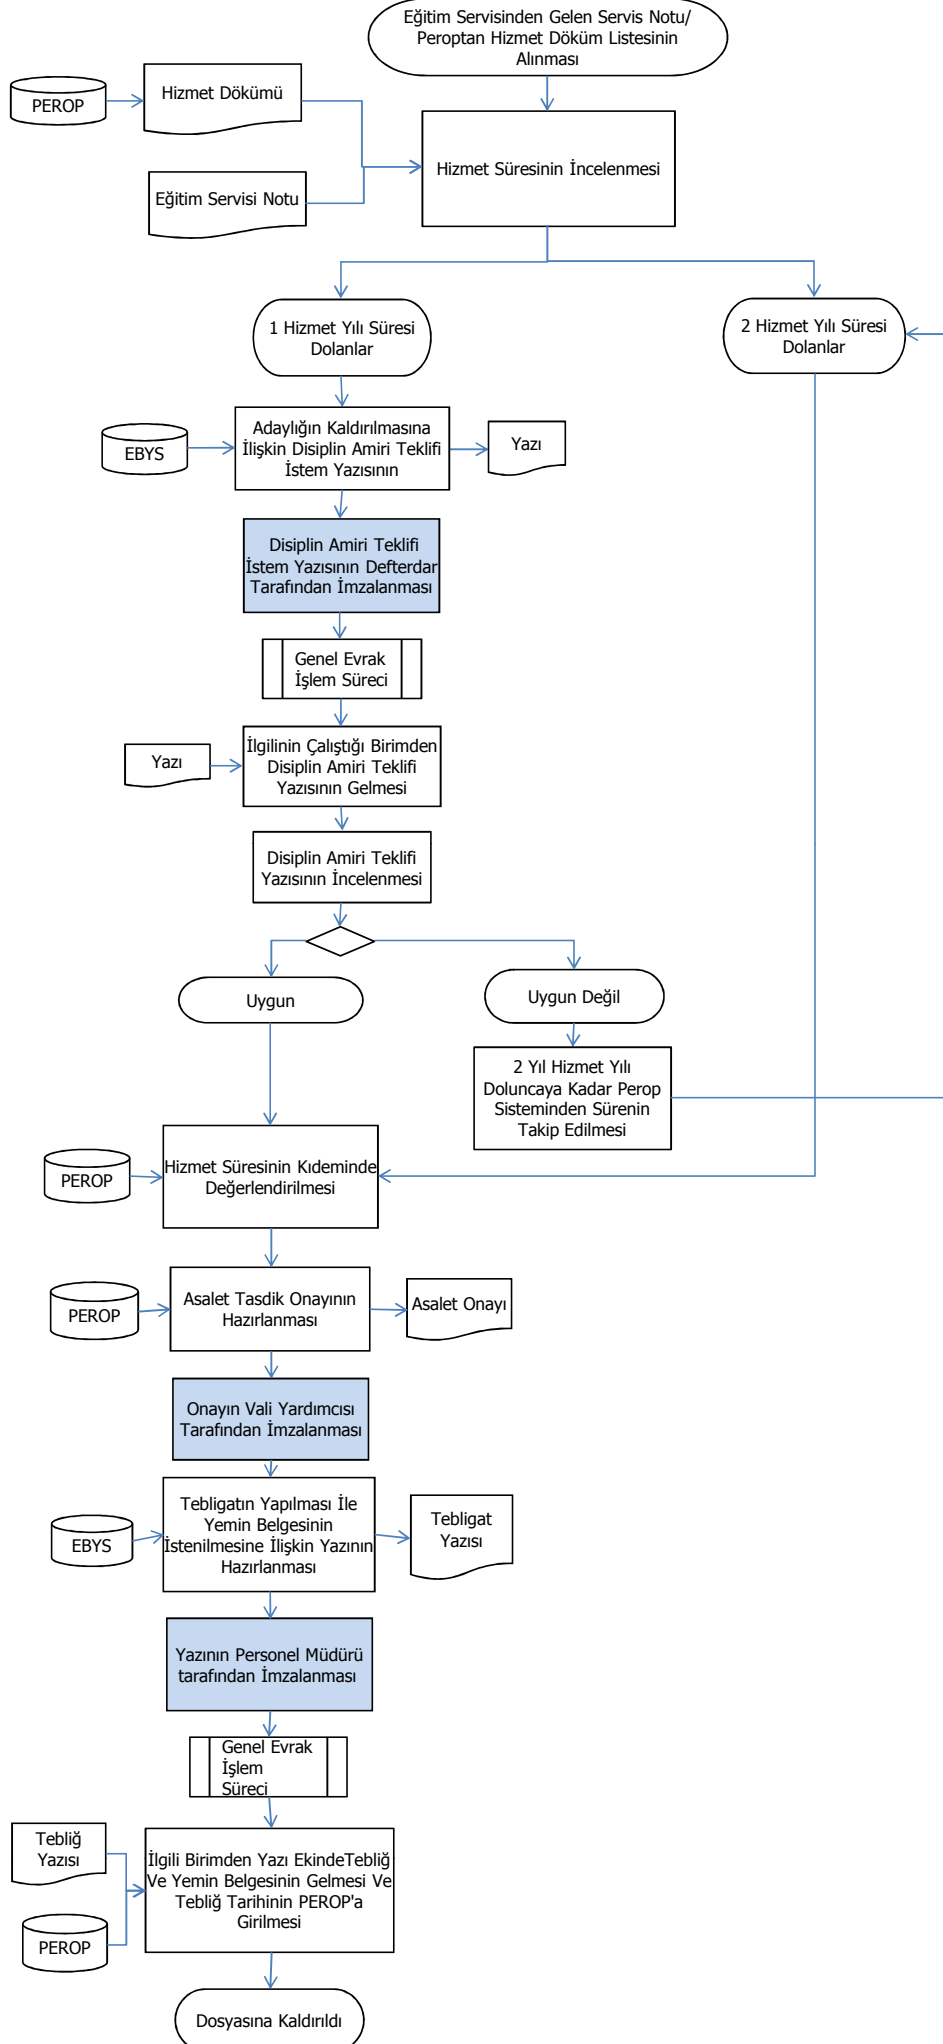 Eğitim Servisinden Gelen Servis Notu/
Peroptan Hizmet Döküm Listesinin
Alınması
PEROP
Hizmet Dökümü
Hizmet Süresinin İncelenmesi
Eğitim Servisi Notu
1 Hizmet Yılı Süresi
Dolanlar
2 Hizmet Yılı Süresi
Dolanlar
EBYS
Adaylığın Kaldırılmasına
İlişkin Disiplin Amiri Teklifi
İstem Yazısının
Yazı
Disiplin Amiri Teklifi
İstem Yazısının Defterdar
Tarafından İmzalanması
Genel Evrak
İşlem Süreci
Yazı
İlgilinin Çalıştığı Birimden
Disiplin Amiri Teklifi
Yazısının Gelmesi
Disiplin Amiri Teklifi
Yazısının İncelenmesi
Uygun
Uygun Değil
2 Yıl Hizmet Yılı
Doluncaya Kadar Perop
Sisteminden Sürenin
Takip Edilmesi
PEROP
Hizmet Süresinin Kıdeminde
Değerlendirilmesi
PEROP
Asalet Tasdik Onayının
Hazırlanması
Asalet Onayı
Onayın Vali Yardımcısı
Tarafından İmzalanması
EBYS
Tebligatın Yapılması İle
Yemin Belgesinin
İstenilmesine İlişkin Yazının
Hazırlanması
Tebligat
Yazısı
Yazının Personel Müdürü
tarafından İmzalanması
Genel Evrak
İşlem
Süreci
Tebliğ
Yazısı
PEROP
İlgili Birimden Yazı EkindeTebliğ
Ve Yemin Belgesinin Gelmesi Ve
Tebliğ Tarihinin PEROP'a
Girilmesi
Dosyasına Kaldırıldı